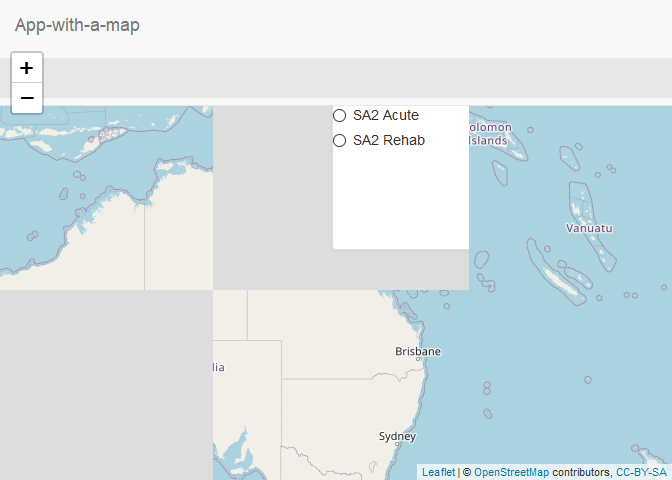 App-with-a-map
+
−
SA2 Acute
SA2 Rehab
olomon
Islands
Vanuatu
Brisbane
lia
Sydney
Leaflet | © OpenStreetMap contributors, CC-BY-SA